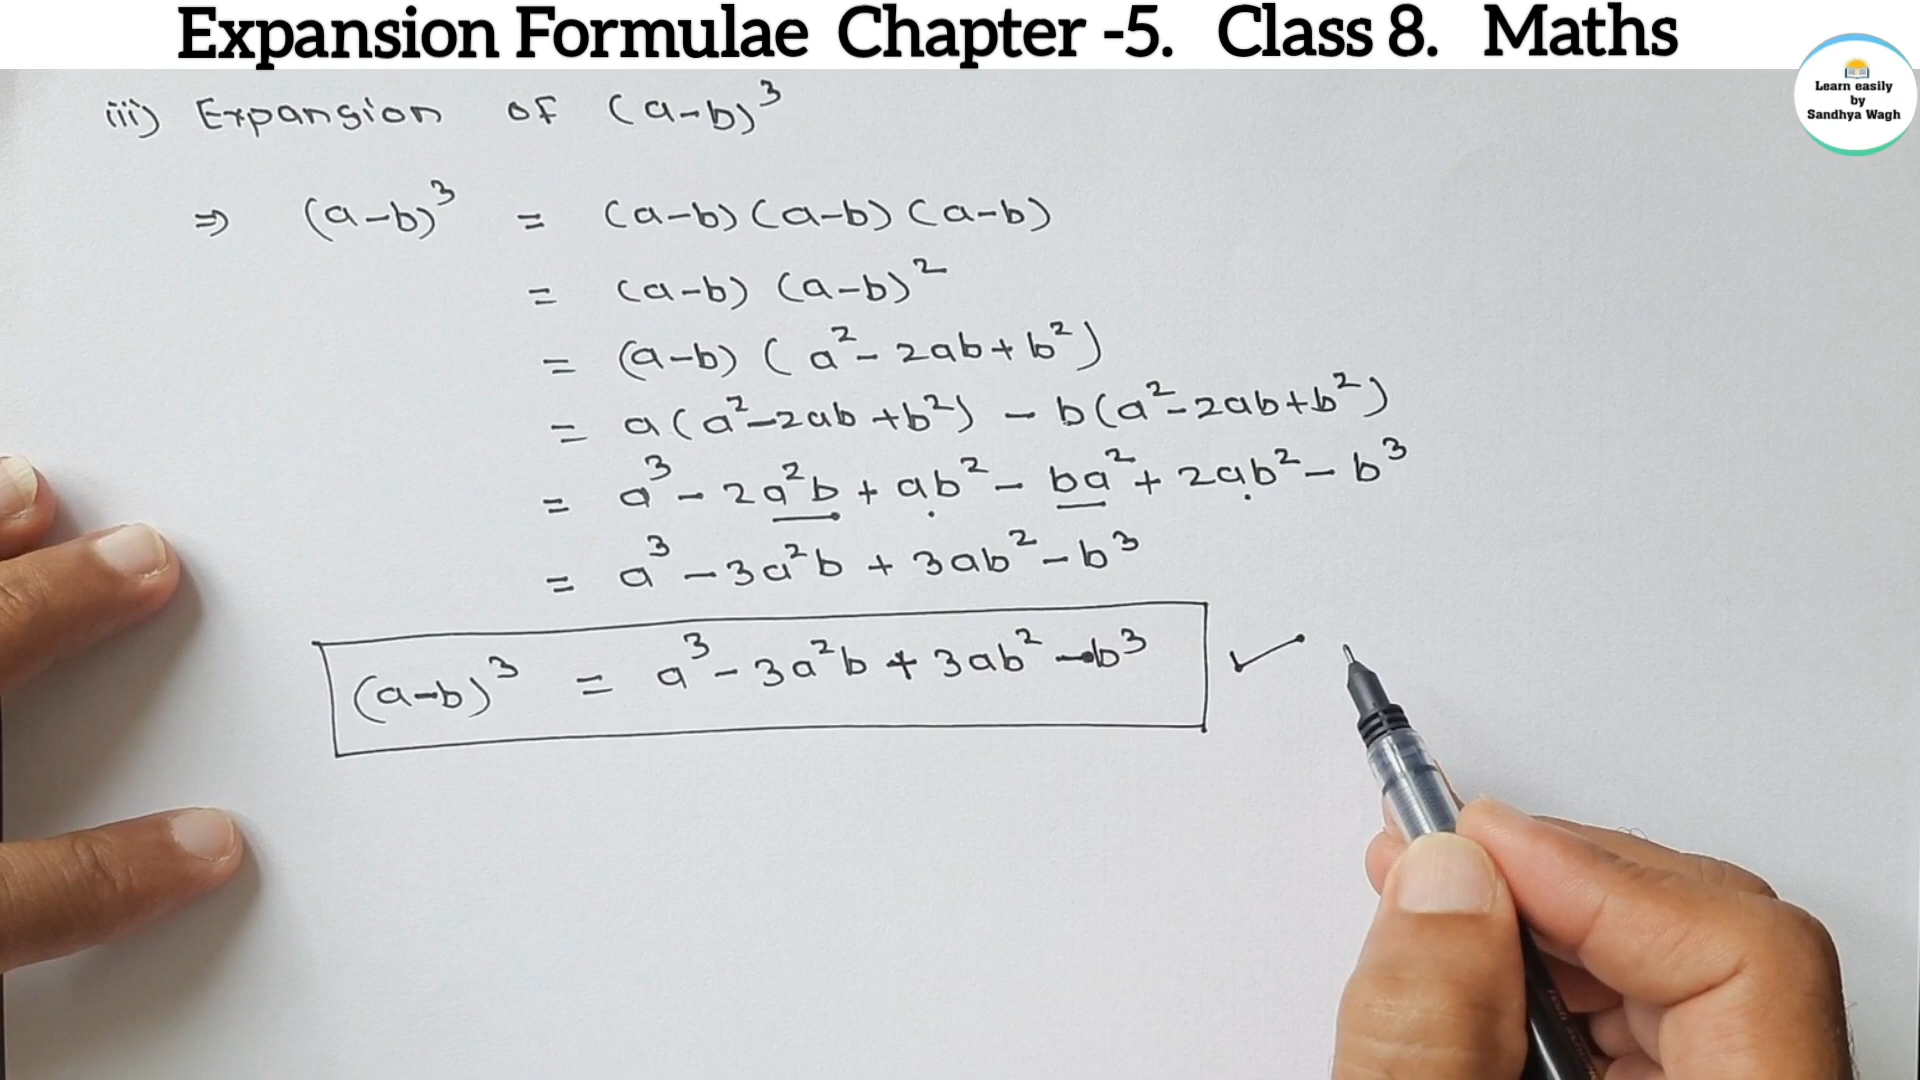 Expansion Formulae Chapter -5. Class 8. Maths
Learn easily
by
Sandhya Wagh
iii) Expansion of (a-b)³
⇒ (a-b)³ = (a-b) (a-b) (a-b)
= (a-b) (a-b)²
= (a-b) (a² - 2ab + b²)
= a(a² - 2ab + b²) - b(a² - 2ab + b²)
= a³ - 2a²b + ab² - ba² + 2ab² - b³
= a³ - 3a²b + 3ab² - b³
(a-b)³ = a³ - 3a²b + 3ab² - b³ ✓